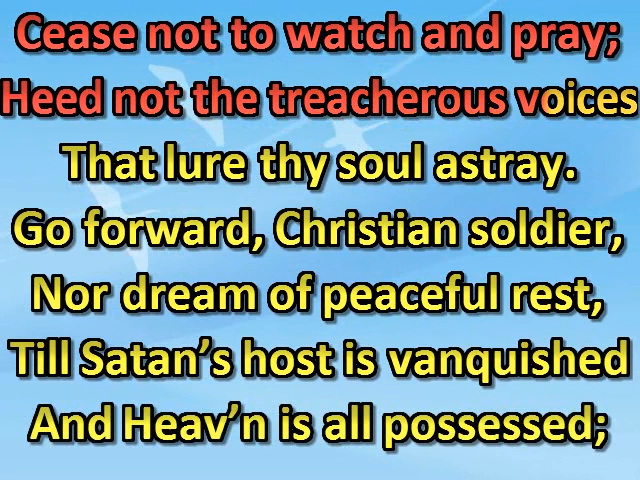 Cease not to watch and pray;
Heed not the treacherous voices
That lure thy soul astray.
Go forward, Christian soldier,
Nor dream of peaceful rest,
Till Satan’s host is vanquished
And Heav’n is all possessed;